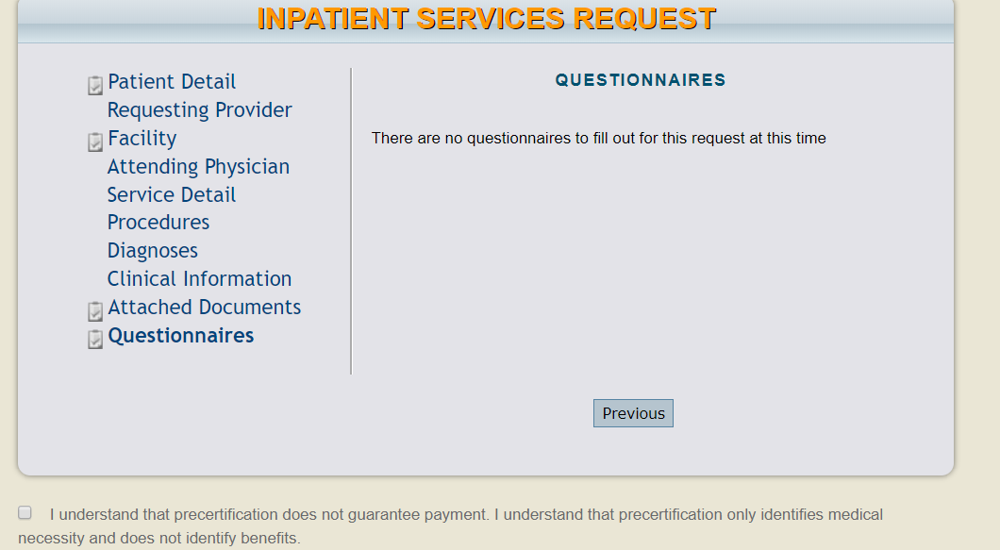 INPATIENT SERVICES REQUEST
Patient Detail
Requesting Provider
Facility
Attending Physician
Service Detail
Procedures
Diagnoses
Clinical Information
Attached Documents
Questionnaires
QUESTIONNAIRES
There are no questionnaires to fill out for this request at this time
Previous
I understand that precertification does not guarantee payment. I understand that precertification only identifies medical
necessity and does not identify benefits.